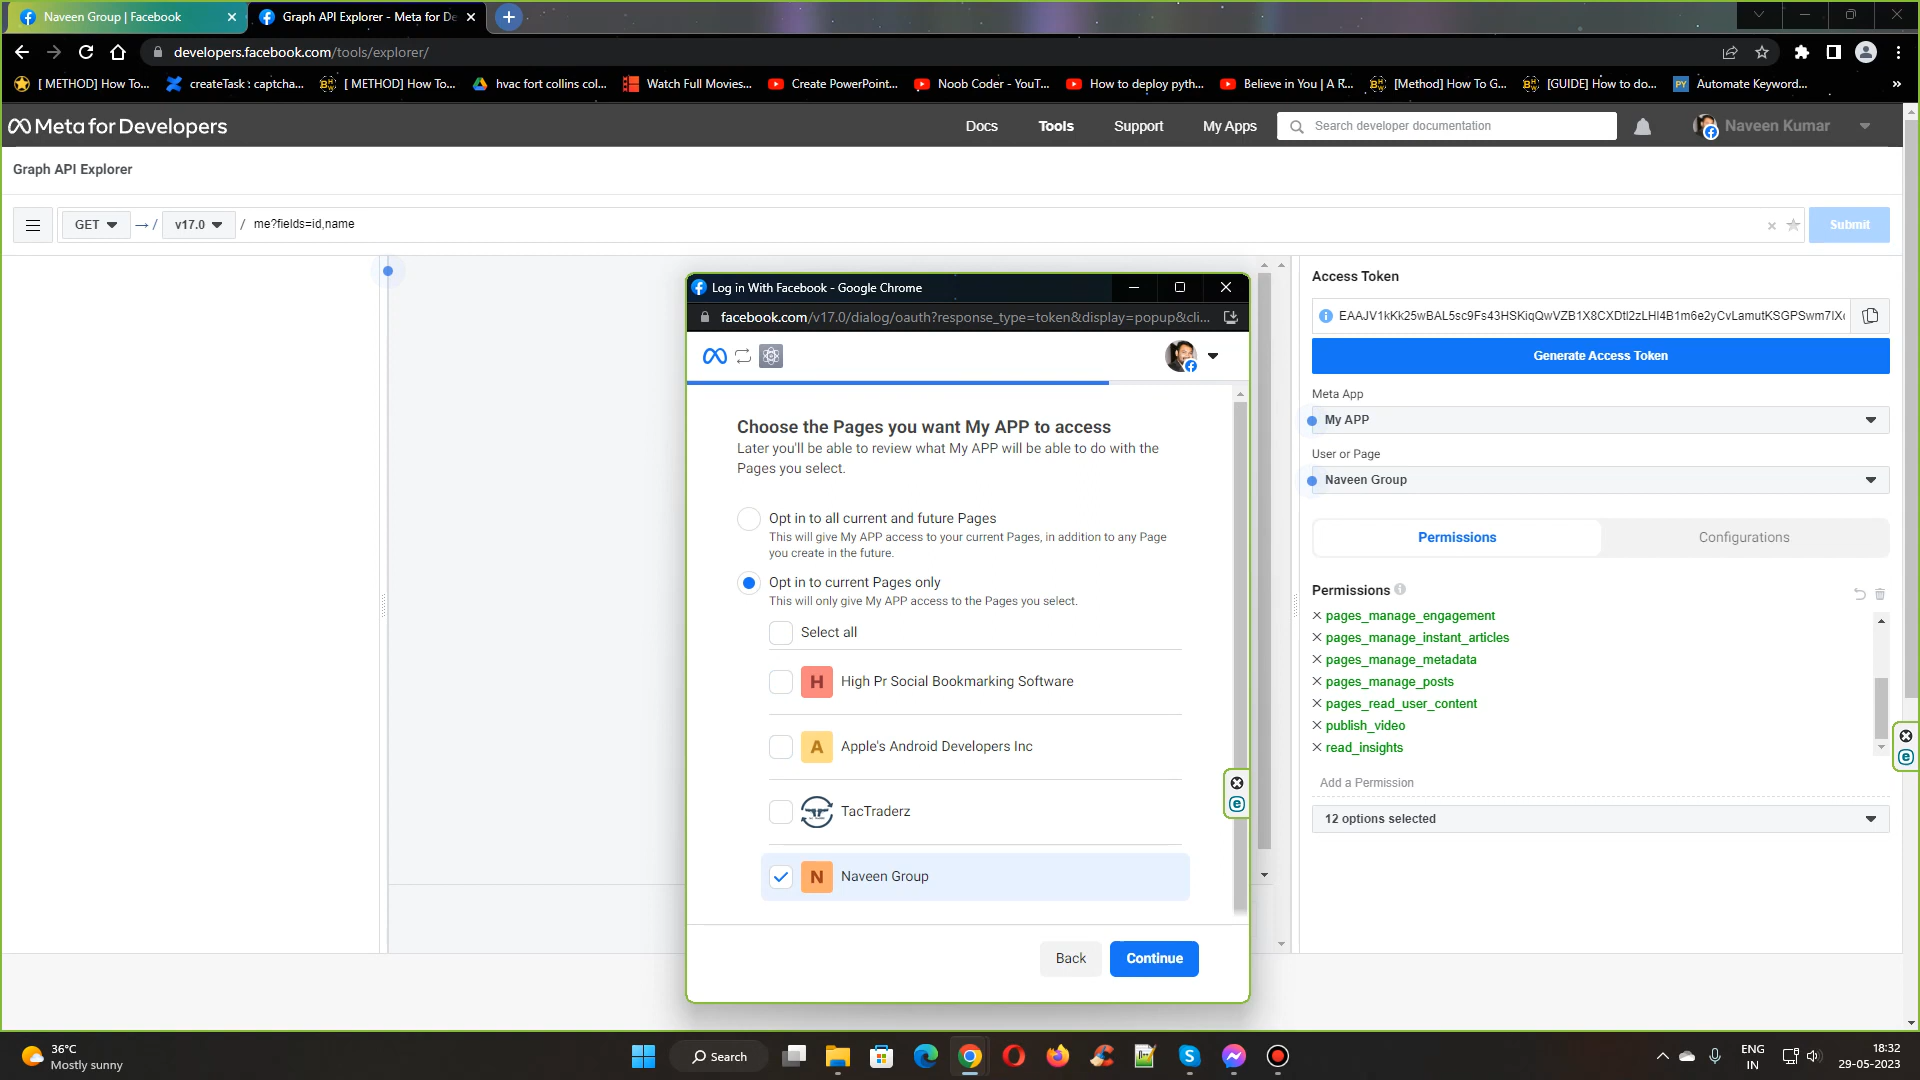 Naveen Group | Facebook
Graph API Explorer - Meta for De
developers.facebook.com/tools/explorer/
[ METHOD] How To...
createTask : captcha...
[ METHOD] How To...
hvac fort collins col...
Watch Full Movies...
Create PowerPoint...
Noob Coder - YouT...
How to deploy pyth...
Believe in You | A R...
[Method] How To G...
[GUIDE] How to do...
Automate Keyword...
Meta for Developers
Docs
Tools
Support
My Apps
Search developer documentation
Naveen Kumar
Graph API Explorer
GET
→ /
v17.0
/
me?fields=id,name
Submit
Log in With Facebook - Google Chrome
facebook.com/v17.0/dialog/oauth?response_type=token&display=popup&cli...
Choose the Pages you want My APP to access
Later you'll be able to review what My APP will be able to do with the
Pages you select.
Opt in to all current and future Pages
This will give My APP access to your current Pages, in addition to any Page
you create in the future.
Opt in to current Pages only
This will only give My APP access to the Pages you select.
Select all
H
High Pr Social Bookmarking Software
A
Apple's Android Developers Inc
TacTraderz
N
Naveen Group
Back
Continue
Access Token
Generate Access Token
Meta App
My APP
User or Page
Naveen Group
Permissions
Configurations
Permissions
pages_manage_engagement
pages_manage_instant_articles
pages_manage_metadata
pages_manage_posts
pages_read_user_content
publish_video
read_insights
Add a Permission
12 options selected
36°C
Mostly sunny
Search
ENG
IN
18:32
29-05-2023